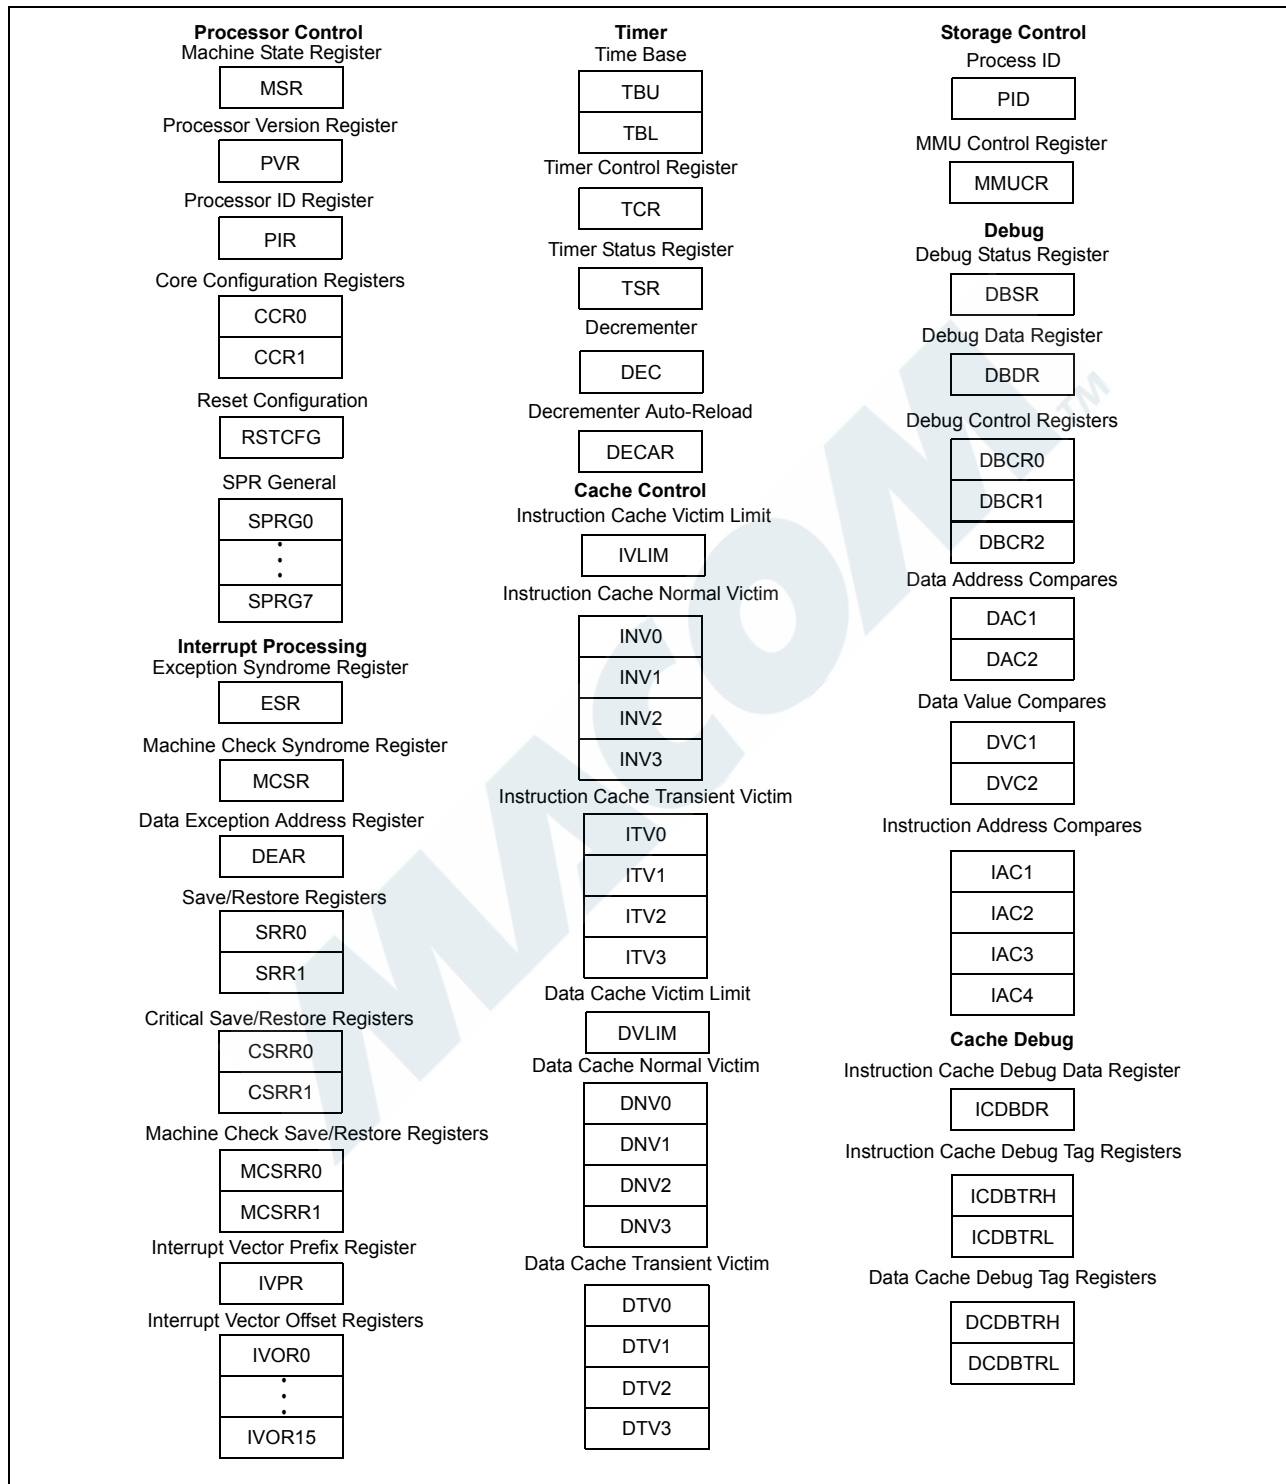 Processor Control
Machine State Register
MSR
Processor Version Register
PVR
Processor ID Register
PIR
Core Configuration Registers
CCR0
CCR1
Reset Configuration
RSTCFG
SPR General
SPRG0
SPRG7
Interrupt Processing
Exception Syndrome Register
ESR
Machine Check Syndrome Register
MCSR
Data Exception Address Register
DEAR
Save/Restore Registers
SRR0
SRR1
Critical Save/Restore Registers
CSRR0
CSRR1
Machine Check Save/Restore Registers
MCSRR0
MCSRR1
Interrupt Vector Prefix Register
IVPR
Interrupt Vector Offset Registers
IVOR0
IVOR15
Timer
Time Base
TBU
TBL
Timer Control Register
TCR
Timer Status Register
TSR
Decrementer
DEC
Decrementer Auto-Reload
DECAR
Cache Control
Instruction Cache Victim Limit
IVLIM
Instruction Cache Normal Victim
INV0
INV1
INV2
INV3
Instruction Cache Transient Victim
ITV0
ITV1
ITV2
ITV3
Data Cache Victim Limit
DVLIM
Data Cache Normal Victim
DNV0
DNV1
DNV2
DNV3
Data Cache Transient Victim
DTV0
DTV1
DTV2
DTV3
Storage Control
Process ID
PID
MMU Control Register
MMUCR
Debug
Debug Status Register
DBSR
Debug Data Register
DBDR
Debug Control Registers
DBCR0
DBCR1
DBCR2
Data Address Compares
DAC1
DAC2
Data Value Compares
DVC1
DVC2
Instruction Address Compares
IAC1
IAC2
IAC3
IAC4
Cache Debug
Instruction Cache Debug Data Register
ICDBDR
Instruction Cache Debug Tag Registers
ICDBTRH
ICDBTRL
Data Cache Debug Tag Registers
DCDBTRH
DCDBTRL
MACOM™